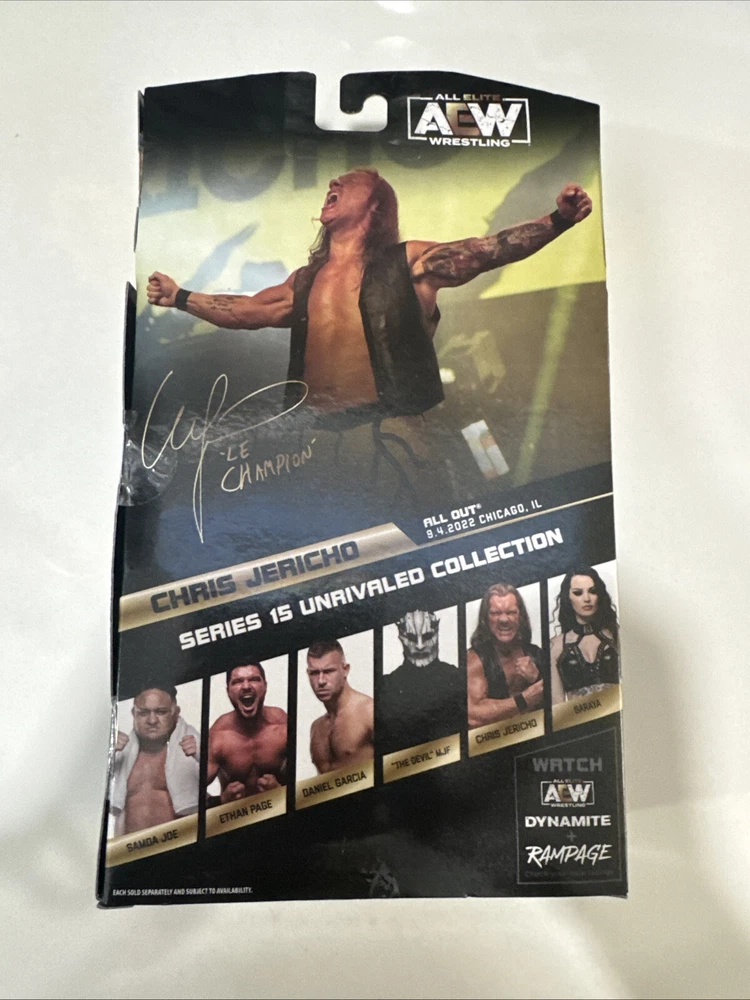 ALL ELITE
AEW
WRESTLING
"LE
CHAMPION"
ALL OUT®
9.4.2022 CHICAGO, IL
CHRIS JERICHO
SERIES 15 UNRIVALED COLLECTION
SAMOA JOE
ETHAN PAGE
DANIEL GARCIA
"THE DEVIL" MJF
CHRIS JERICHO
SARAYA
WATCH
ALL ELITE
AEW
WRESTLING
DYNAMITE
+
RAMPAGE
EACH SOLD SEPARATELY AND SUBJECT TO AVAILABILITY.